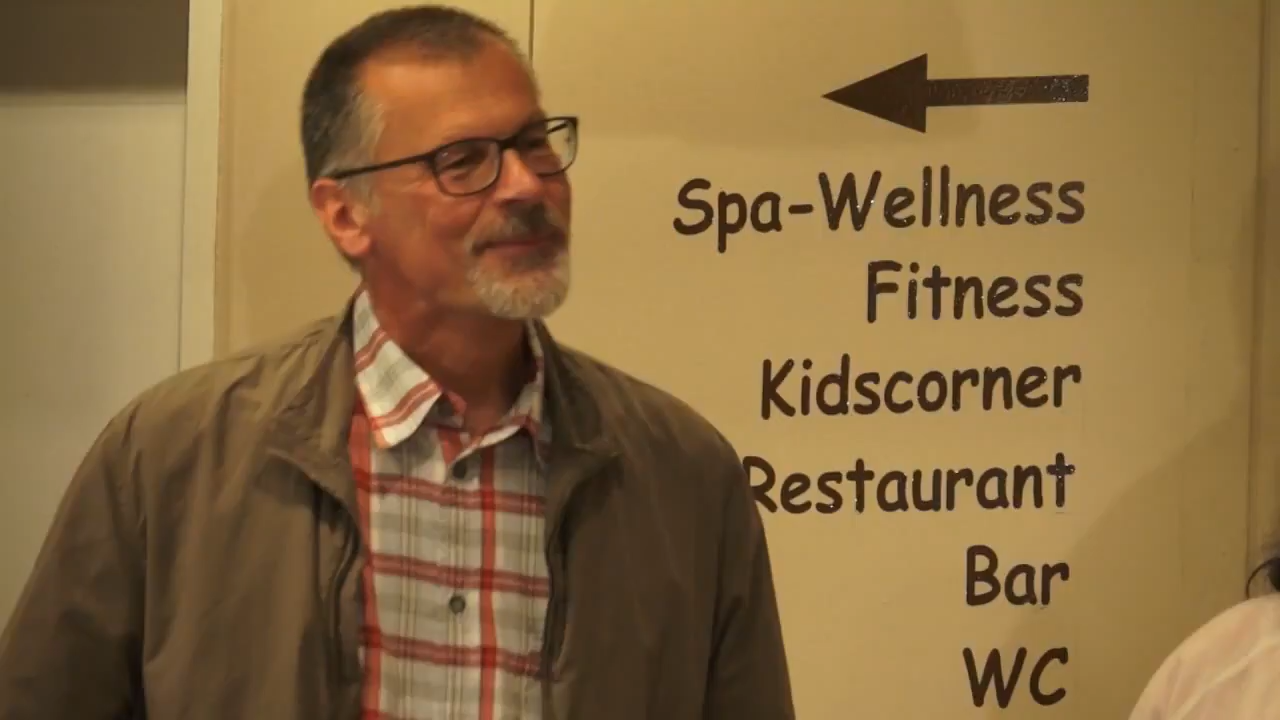 Spa-Wellness
Fitness
Kidscorner
Restaurant
Bar
WC